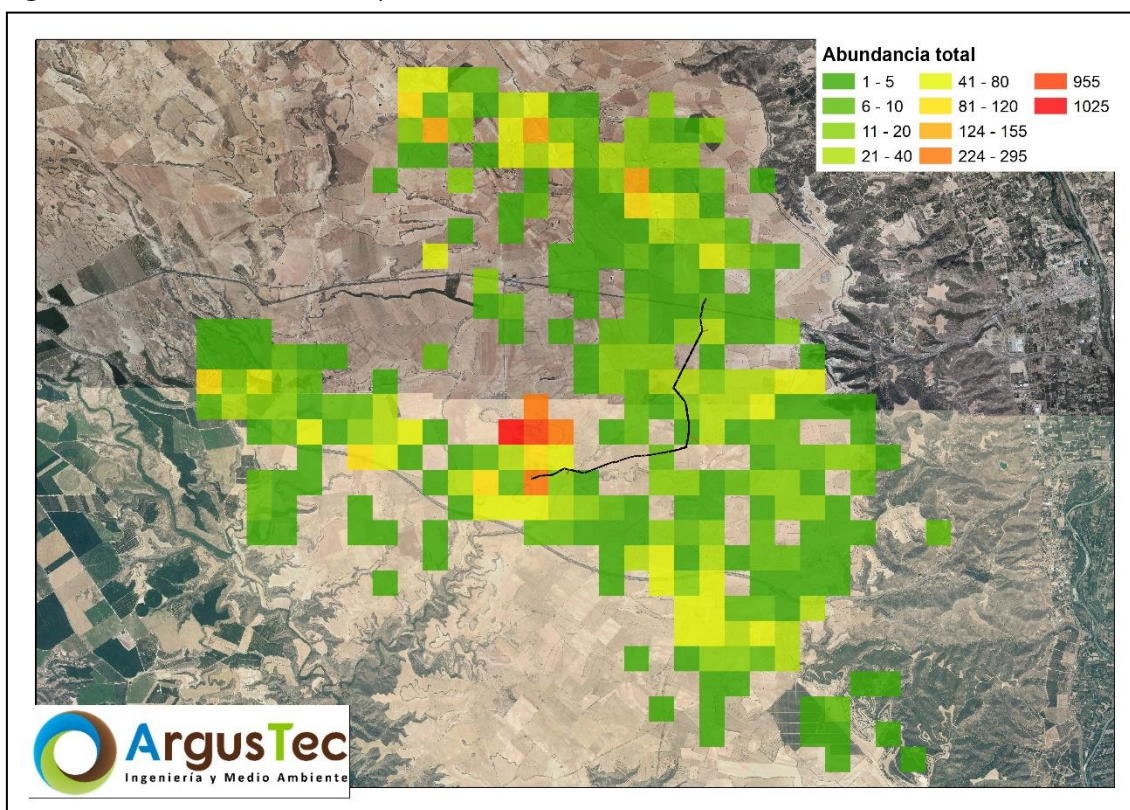 Abundancia total
1 - 5
6 - 10
11 - 20
21 - 40
41 - 80
81 - 120
124 - 155
224 - 295
955
1025
ArgusTec
Ingeniería y Medio Ambiente